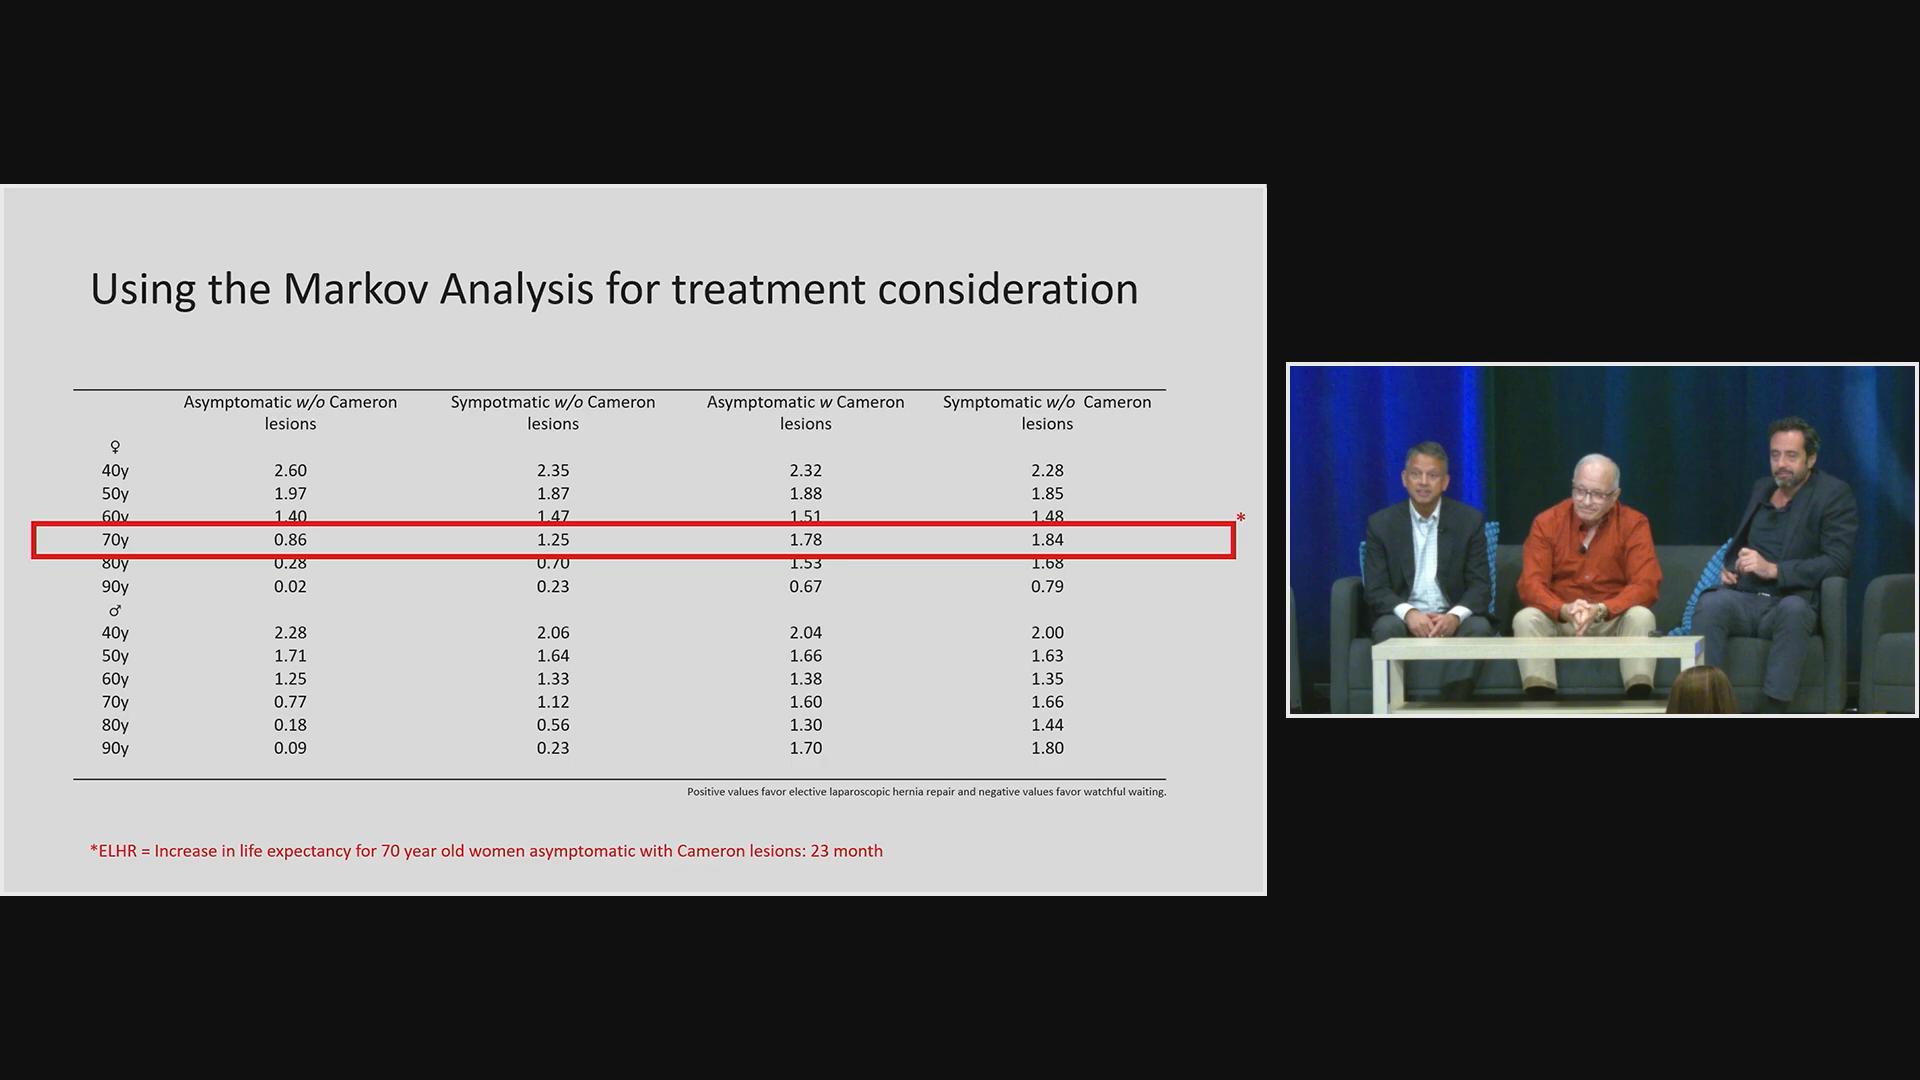 Using the Markov Analysis for treatment consideration
Asymptomatic w/o Cameron lesions Sympotmatic w/o Cameron lesions Asymptomatic w Cameron lesions Symptomatic w/o Cameron lesions
♀
40y 2.60 2.35 2.32 2.28
50y 1.97 1.87 1.88 1.85
60y 1.40 1.47 1.51 1.48
*
70y 0.86 1.25 1.78 1.84
80y 0.28 0.70 1.53 1.68
90y 0.02 0.23 0.67 0.79
♂
40y 2.28 2.06 2.04 2.00
50y 1.71 1.64 1.66 1.63
60y 1.25 1.33 1.38 1.35
70y 0.77 1.12 1.60 1.66
80y 0.18 0.56 1.30 1.44
90y 0.09 0.23 1.70 1.80
Positive values favor elective laparoscopic hernia repair and negative values favor watchful waiting.
*ELHR = Increase in life expectancy for 70 year old women asymptomatic with Cameron lesions: 23 month